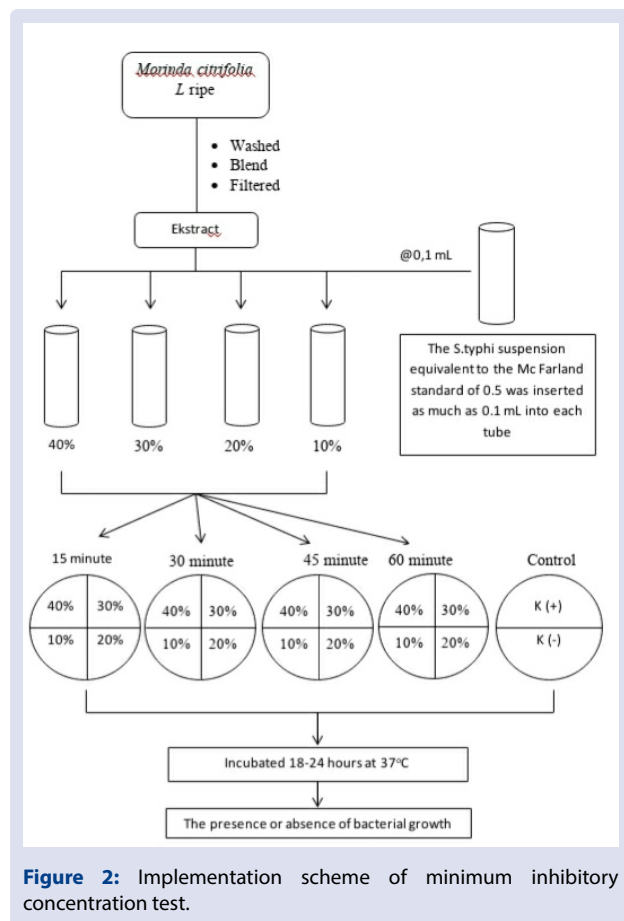 Morinda citrifolia
L ripe
• Washed
• Blend
• Filtered
Ekstract
@0,1 mL
The S.typhi suspension
equivalent to the Mc Farland
standard of 0.5 was inserted
as much as 0.1 mL into each
tube
40% 30% 20% 10%
15 minute 30 minute 45 minute 60 minute Control
40% 30% 40% 30% 40% 30% 40% 30% K (+)
10% 20% 10% 20% 10% 20% 10% 20% K (-)
Incubated 18-24 hours at 37°C
The presence or absence of bacterial growth
Figure 2: Implementation scheme of minimum inhibitory
concentration test.